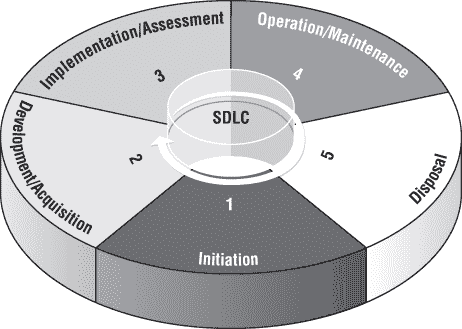 Implementation/Assessment
3
Operation/Maintenance
4
SDLC
Development/Acquisition
2
5
Disposal
1
Initiation